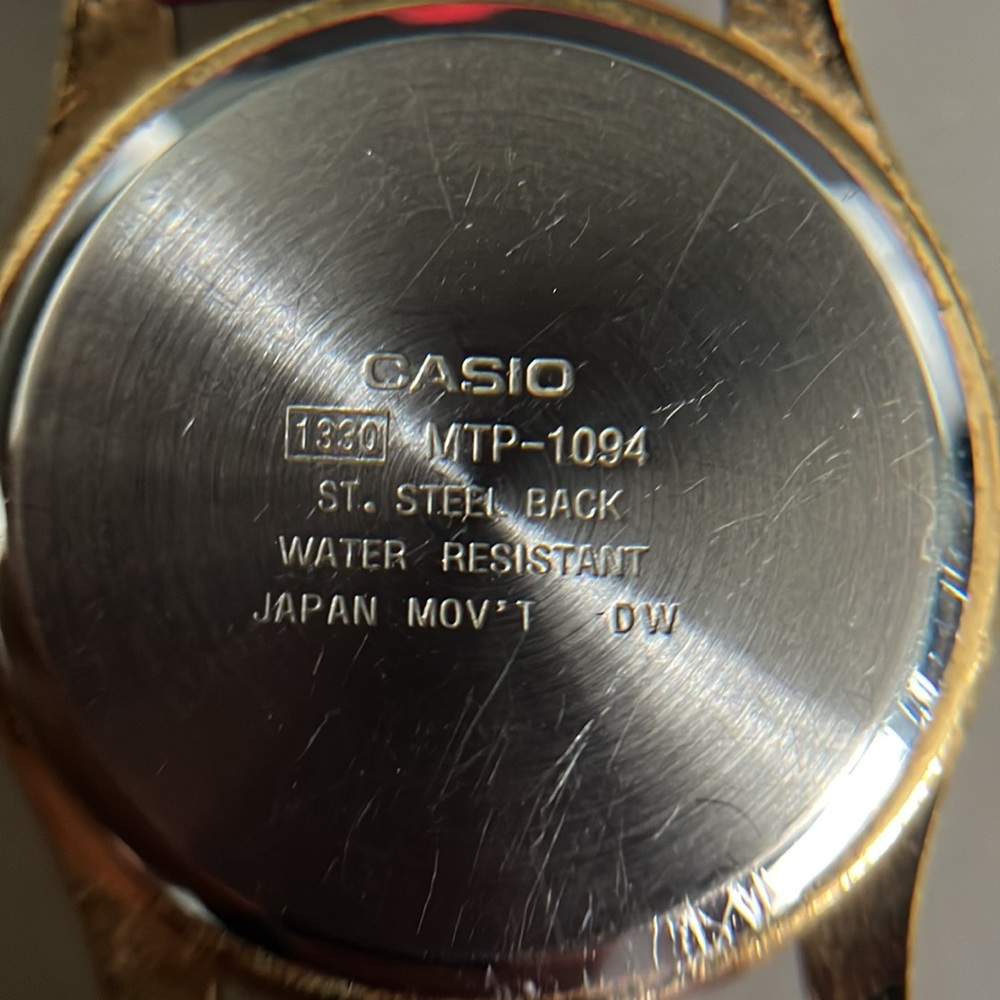 CASIO
1330 MTP-1094
ST. STEEL BACK
WATER RESISTANT
JAPAN MOV'T DW